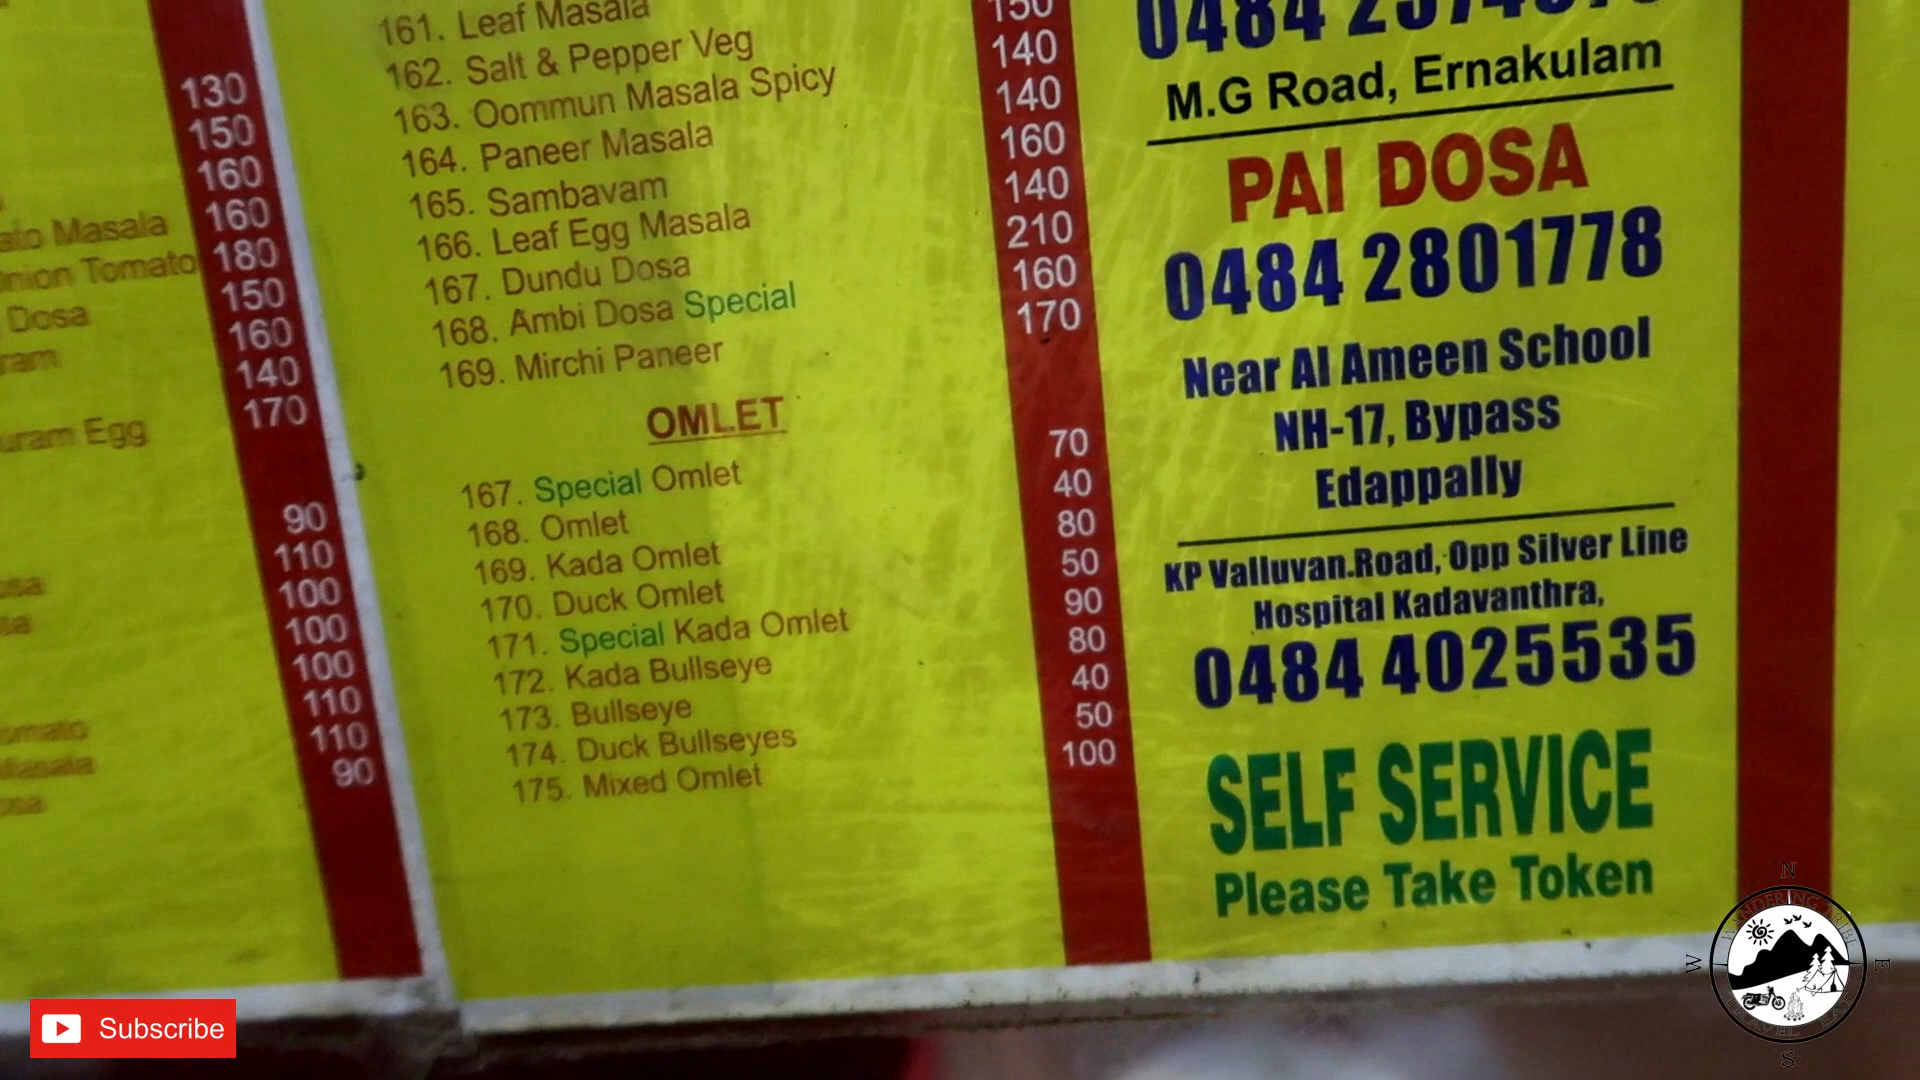 130
150
160
160
180
150
160
140
170
90
110
100
100
100
110
110
90
Masala
Tomato
Dosa
Egg
161. Leaf Masala
162. Salt & Pepper Veg
163. Oommun Masala Spicy
164. Paneer Masala
165. Sambavam
166. Leaf Egg Masala
167. Dundu Dosa
168. Ambi Dosa Special
169. Mirchi Paneer
150
140
140
160
140
210
160
170
OMLET
167. Special Omlet
168. Omlet
169. Kada Omlet
170. Duck Omlet
171. Special Kada Omlet
172. Kada Bullseye
173. Bullseye
174. Duck Bullseyes
175. Mixed Omlet
70
40
80
50
90
80
40
50
100
0484
M.G Road, Ernakulam
PAI DOSA
0484 2801778
Near Al Ameen School
NH-17, Bypass
Edappally
KP Valluvan.Road, Opp Silver Line
Hospital Kadavanthra,
0484 4025535
SELF SERVICE
Please Take Token
Subscribe
N
W
E
S